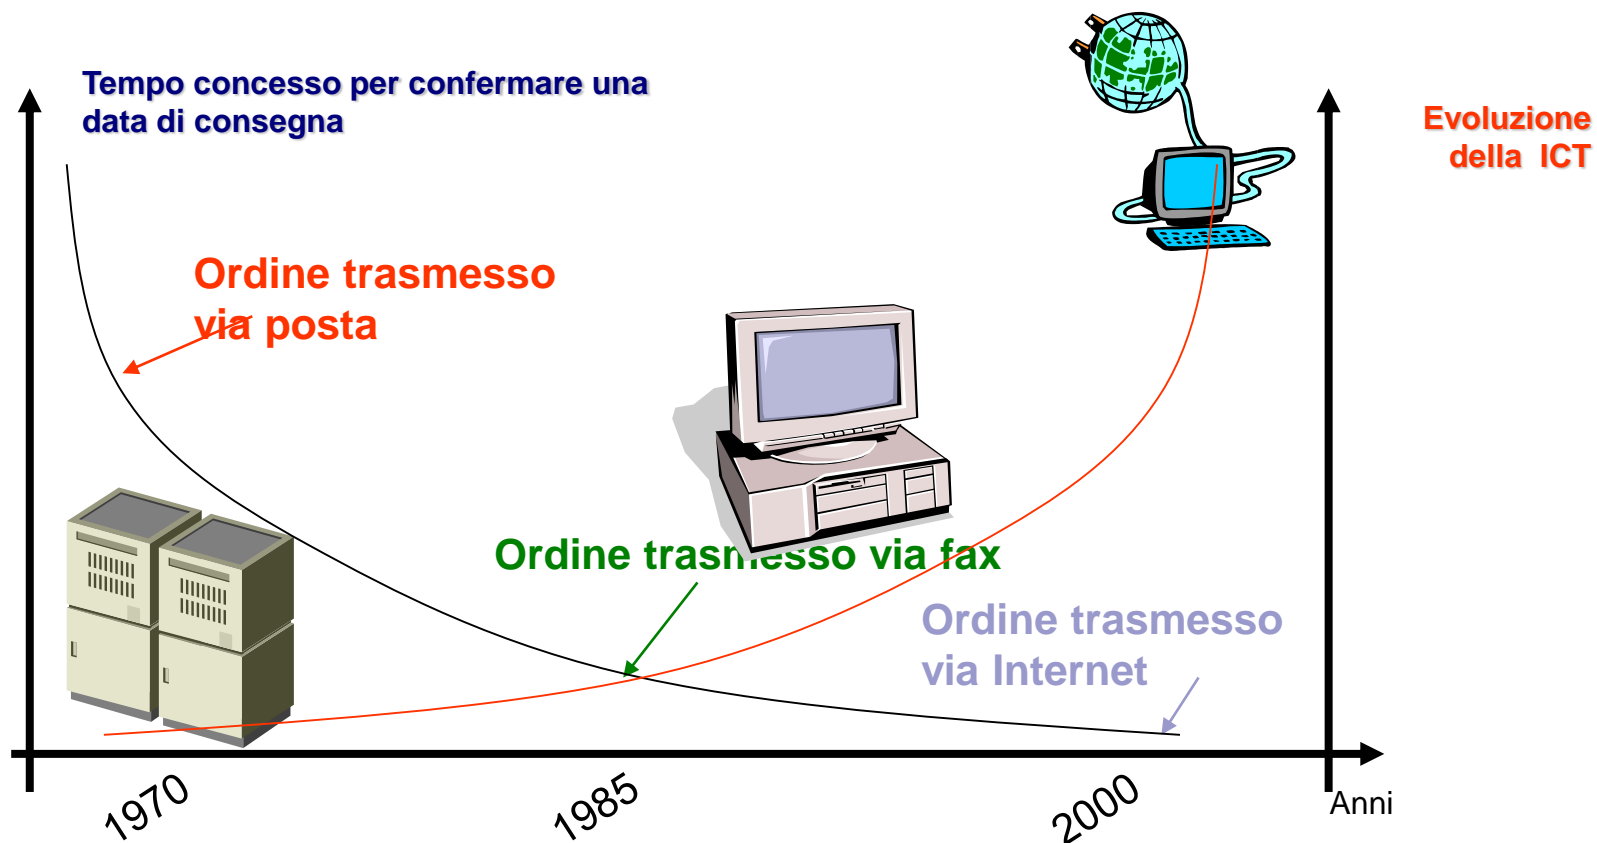 Tempo concesso per confermare una
data di consegna
Evoluzione
della ICT
Ordine trasmesso
via posta
Ordine trasmesso via fax
Ordine trasmesso
via Internet
1970
1985
2000
Anni